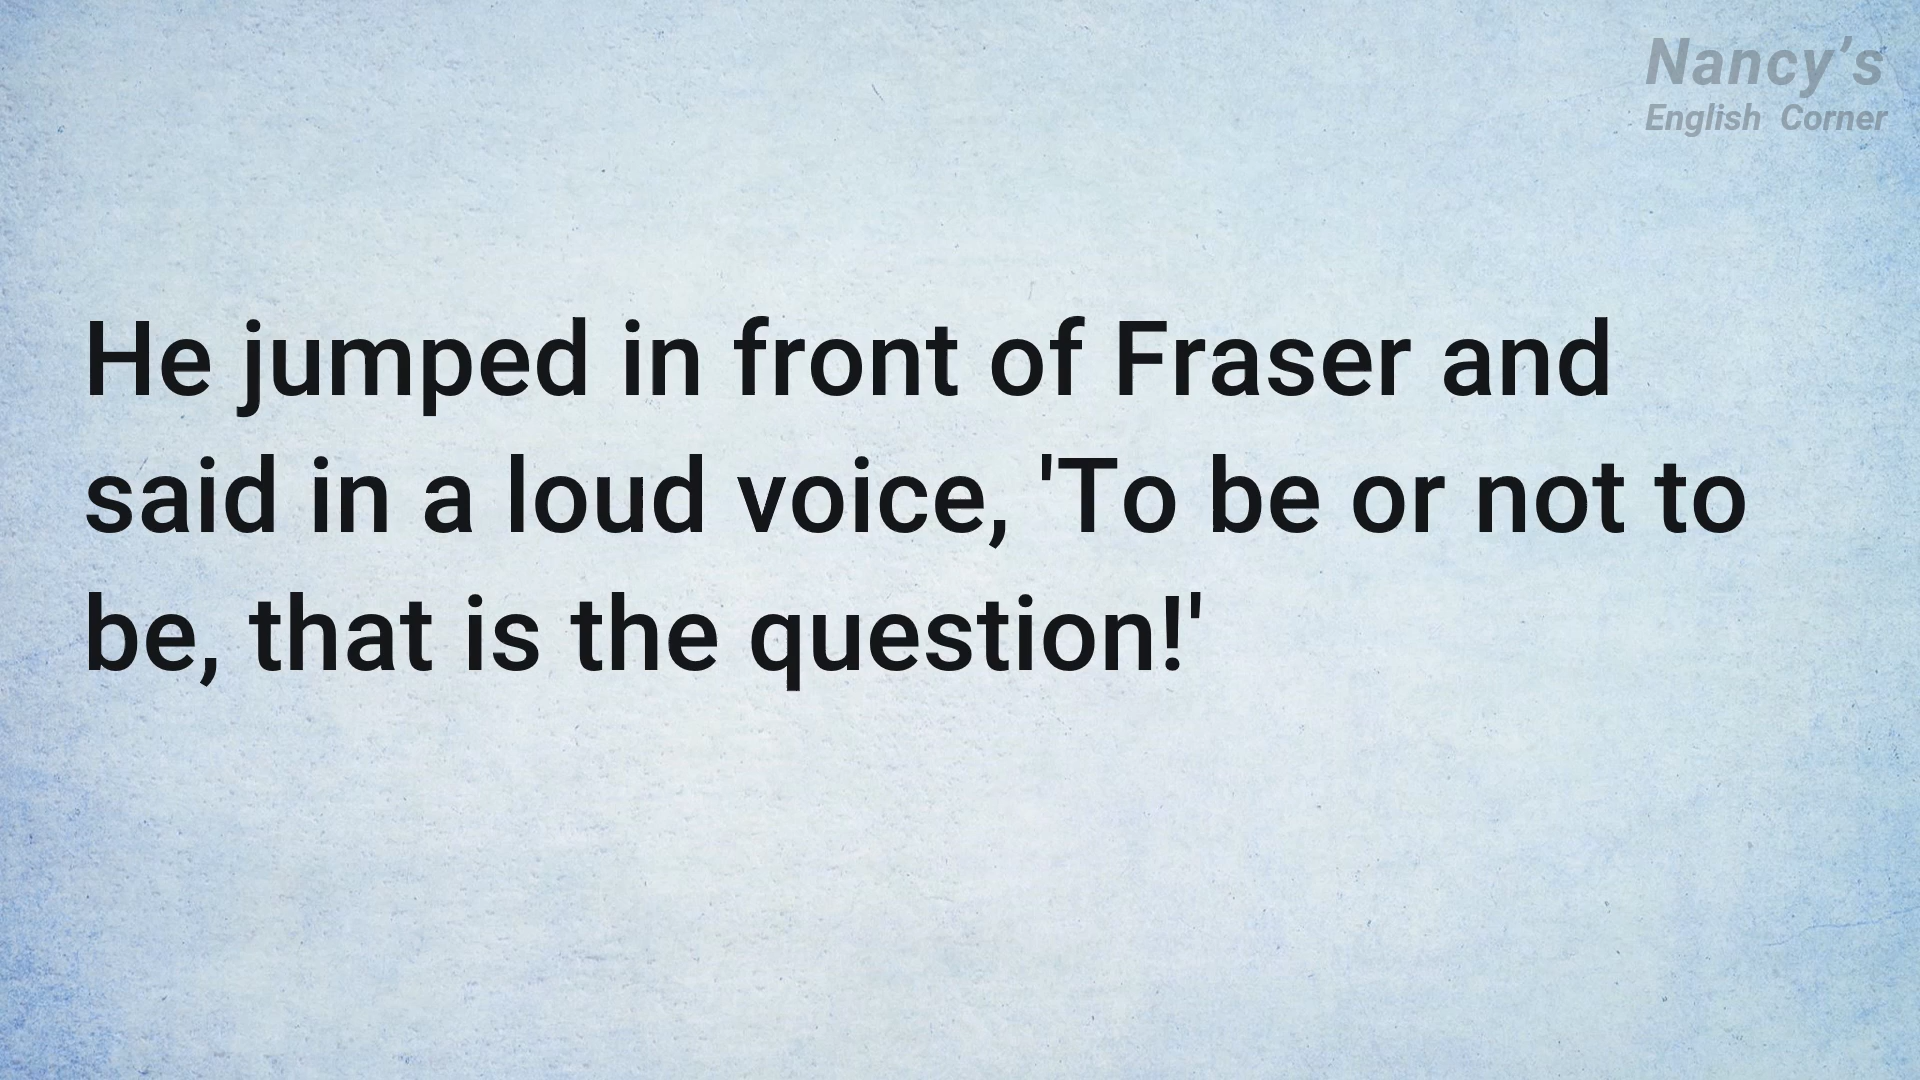 Nancy’s
English Corner
He jumped in front of Fraser and
said in a loud voice, 'To be or not to
be, that is the question!'